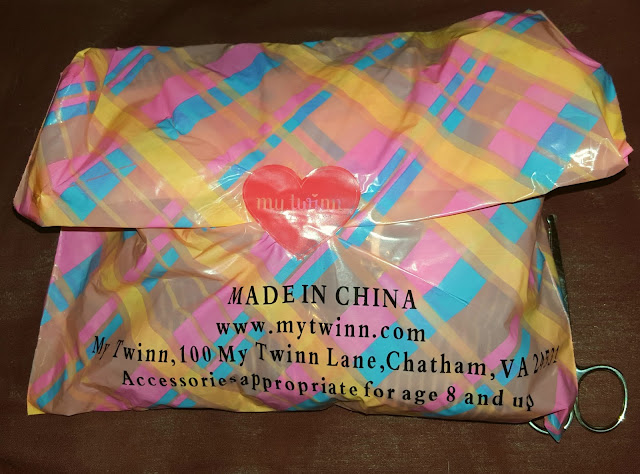 my twinn
MADE IN CHINA
www.mytwinn.com
My Twinn,100 My Twinn Lane,Chatham, VA
Accessories appropriate for age 8 and up